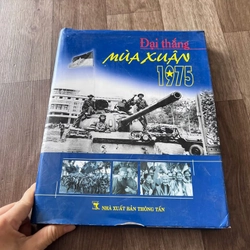 Đại thắng
MÙA XUÂN
1975
NHÀ XUẤT BẢN THÔNG TẤN